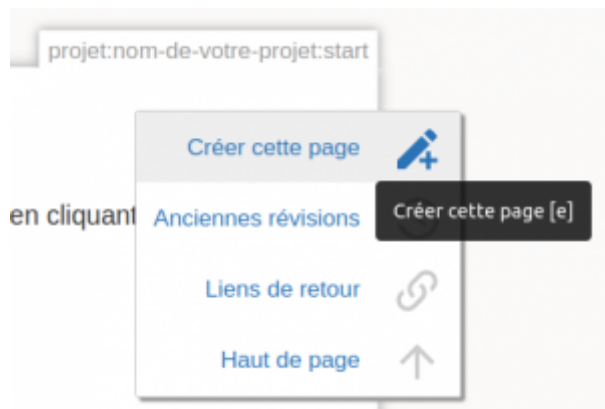 projet:nom-de-votre-projet:start
Créer cette page
en cliquant
Anciennes révisions
Créer cette page [e]
Liens de retour
Haut de page